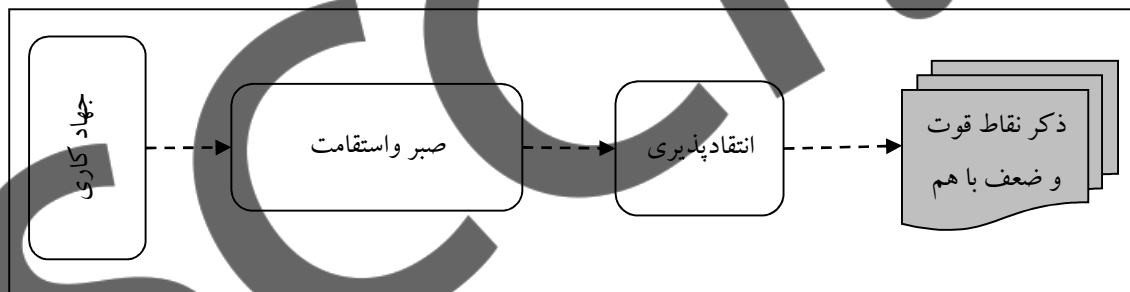 جهاد کاری
صبر واستقامت
انتقادپذیری
ذکر نقاط قوت
و ضعف با هم